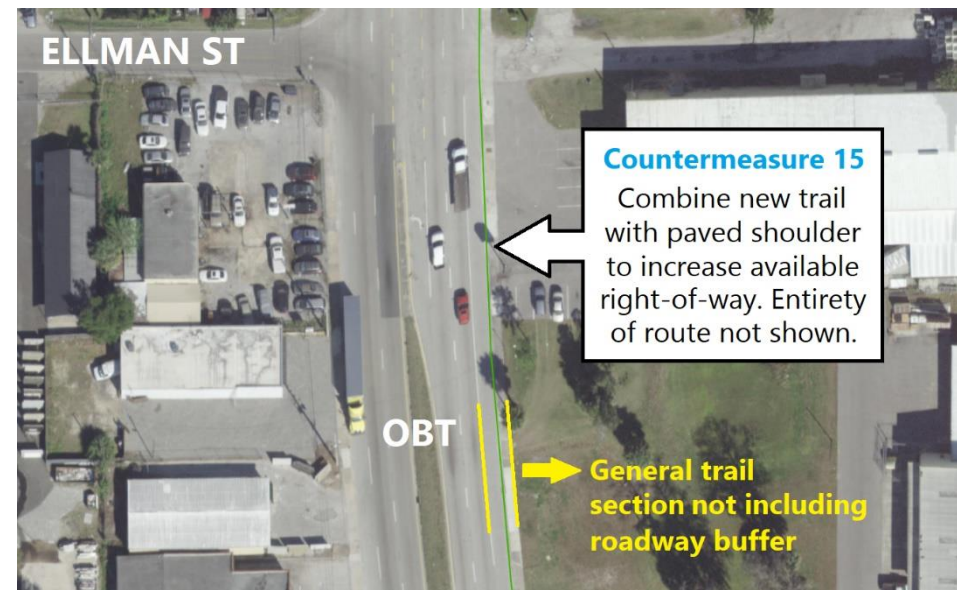 ELLMAN ST
Countermeasure 15
Combine new trail
with paved shoulder
to increase available
right-of-way. Entirety
of route not shown.
OBT
General trail
section not including
roadway buffer